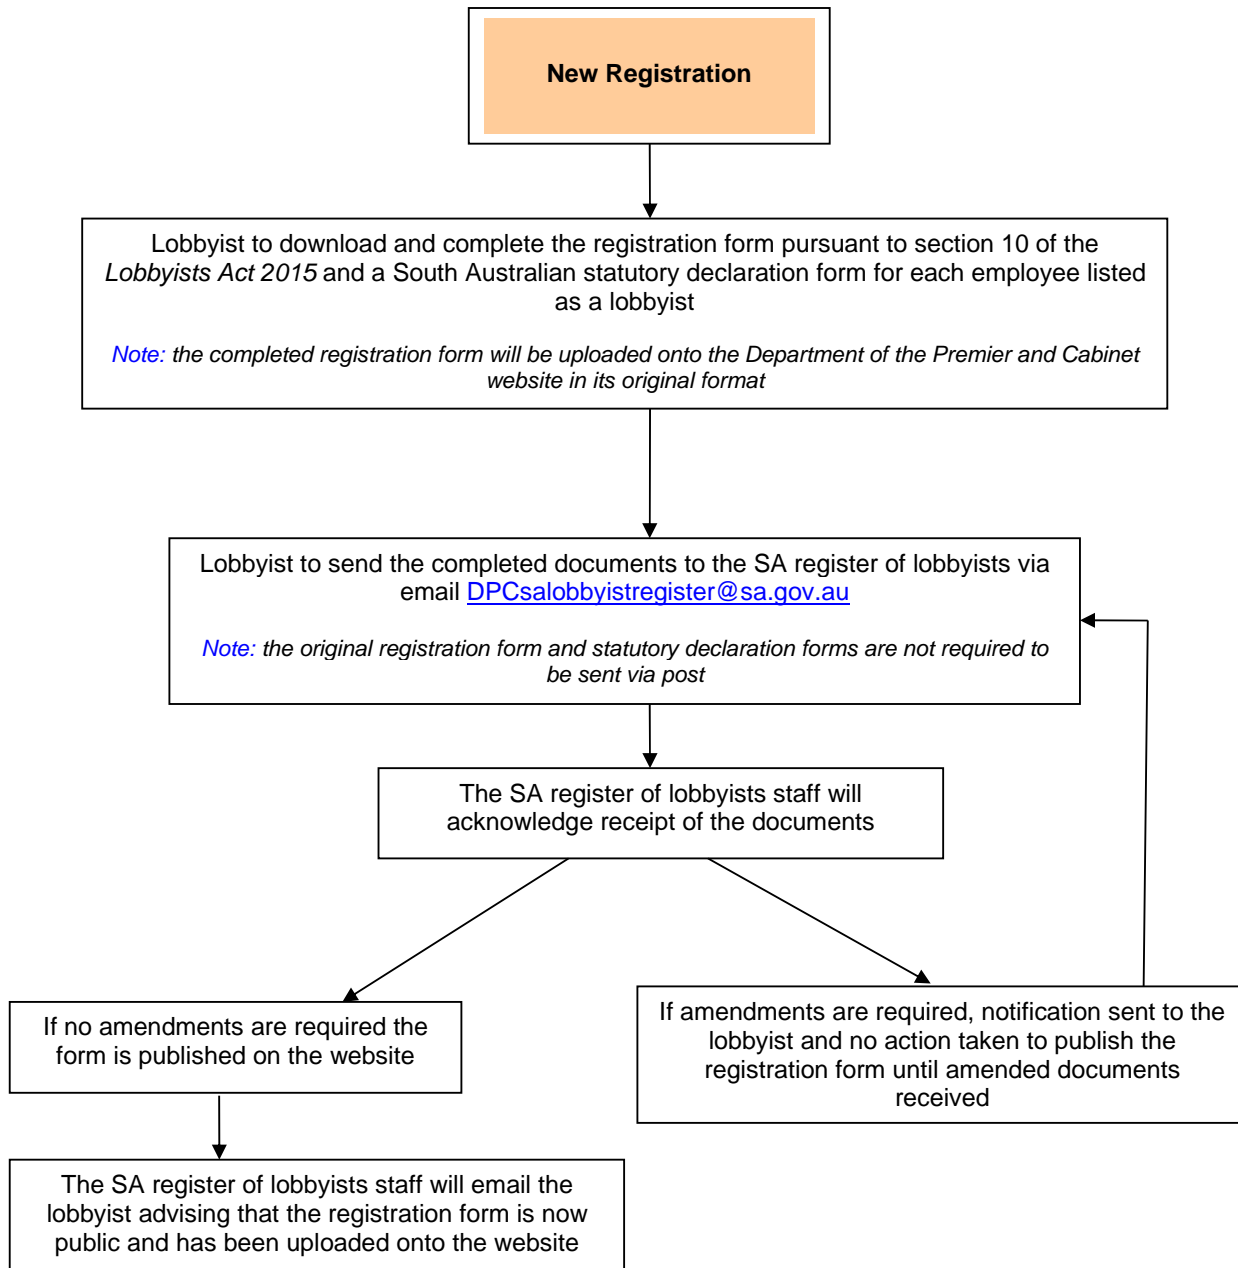 New Registration
Lobbyist to download and complete the registration form pursuant to section 10 of the
Lobbyists Act 2015 and a South Australian statutory declaration form for each employee listed
as a lobbyist
Note: the completed registration form will be uploaded onto the Department of the Premier and Cabinet
website in its original format
Lobbyist to send the completed documents to the SA register of lobbyists via
email DPCsalobbyistregister@sa.gov.au
Note: the original registration form and statutory declaration forms are not required to
be sent via post
The SA register of lobbyists staff will
acknowledge receipt of the documents
If no amendments are required the
form is published on the website
If amendments are required, notification sent to the
lobbyist and no action taken to publish the
registration form until amended documents
received
The SA register of lobbyists staff will email the
lobbyist advising that the registration form is now
public and has been uploaded onto the website